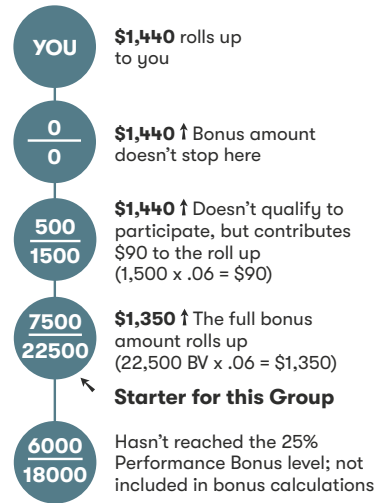 YOU
$1,440 rolls up
to you
0
0
$1,440 ↑ Bonus amount
doesn't stop here
500
1500
$1,440 ↑ Doesn't qualify to
participate, but contributes
$90 to the roll up
(1,500 x .06 = $90)
7500
22500
$1,350 ↑ The full bonus
amount rolls up
(22,500 BV x .06 = $1,350)
Starter for this Group
6000
18000
Hasn't reached the 25%
Performance Bonus level; not
included in bonus calculations